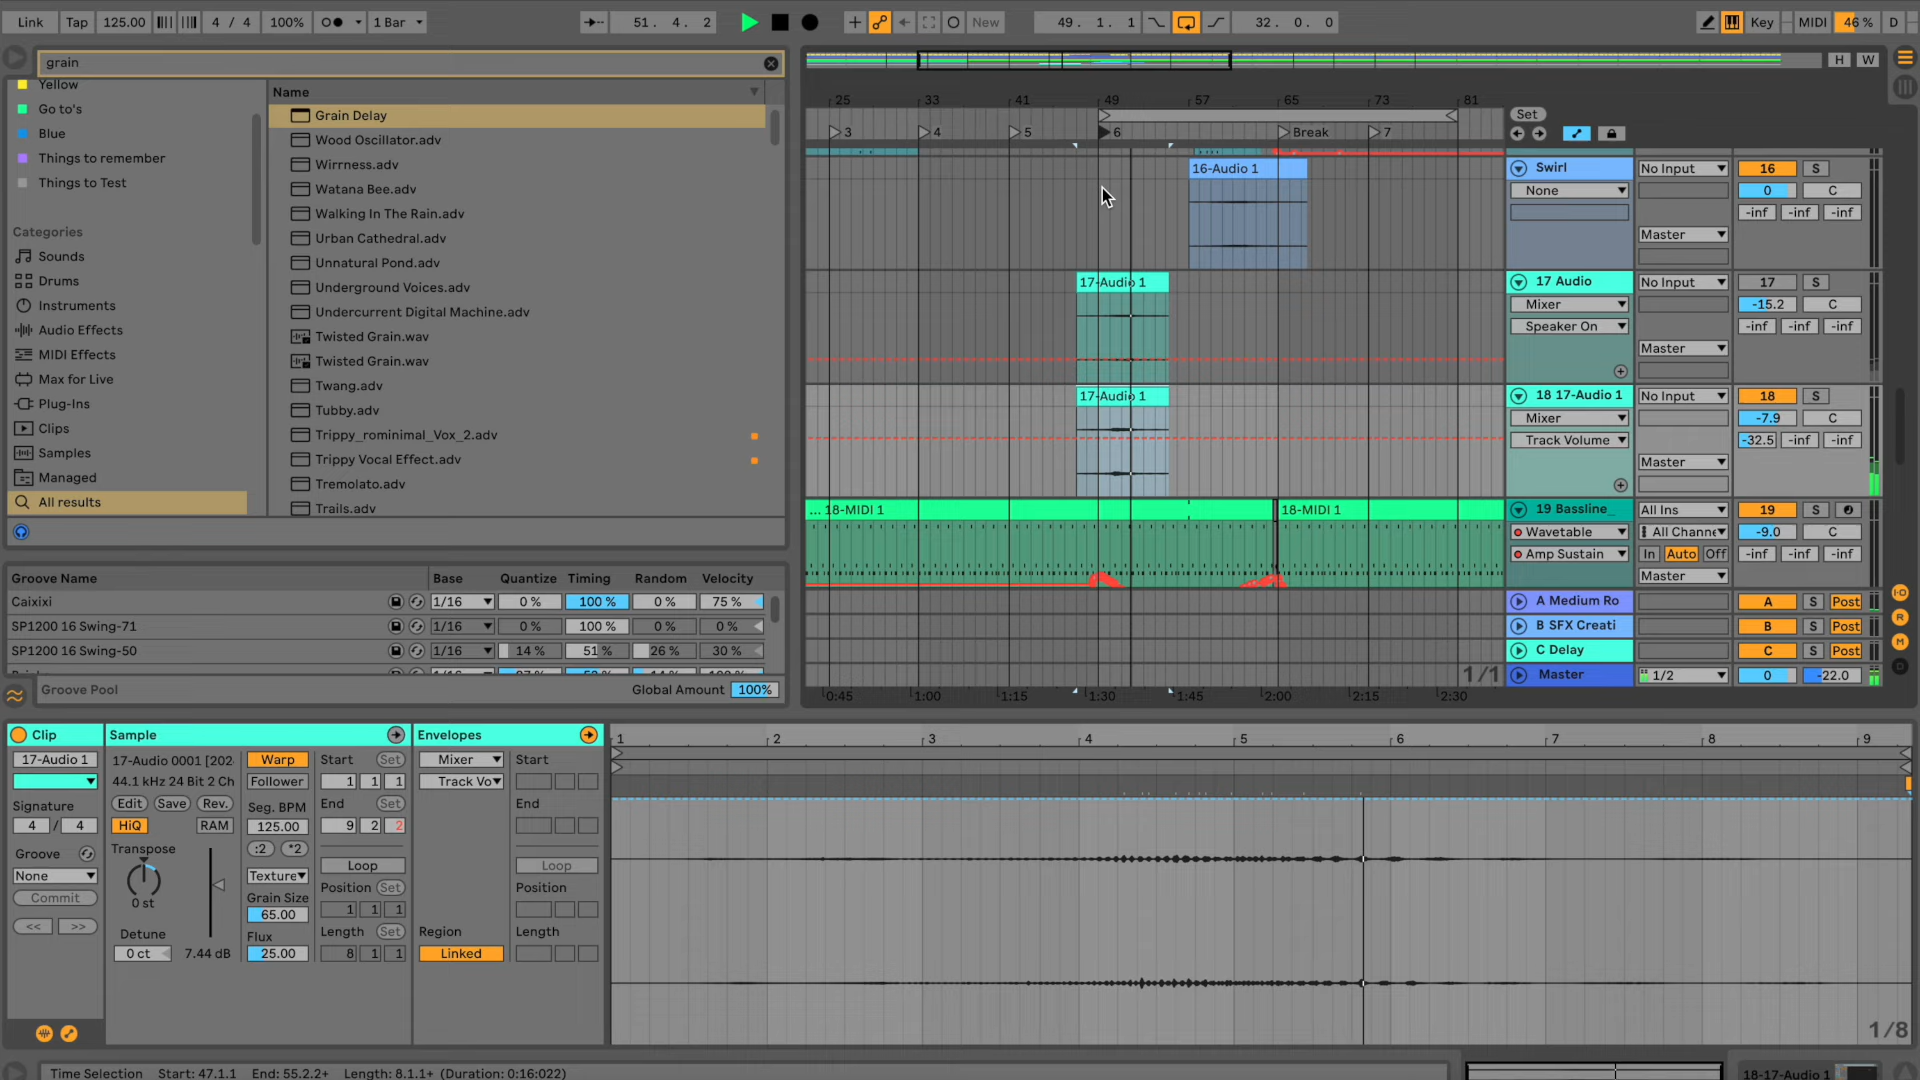 Link Tap 125.00 4 / 4 100% 1 Bar 51. 4. 2 New 49. 1. 1 32. 0. 0 Key MIDI 46 % D
grain
H W
Yellow
Go to's
Blue
Things to remember
Things to Test
Categories
Sounds
Drums
Instruments
Audio Effects
MIDI Effects
Max for Live
Plug-Ins
Clips
Samples
Managed
All results
Name
Grain Delay
Wood Oscillator.adv
Wirrness.adv
Watana Bee.adv
Walking In The Rain.adv
Urban Cathedral.adv
Unnatural Pond.adv
Underground Voices.adv
Undercurrent Digital Machine.adv
Twisted Grain.wav
Twisted Grain.wav
Twang.adv
Tubby.adv
Trippy_rominimal_Vox_2.adv
Trippy Vocal Effect.adv
Tremolato.adv
Trails.adv
25 33 41 49 57 65 73 81
Set
3 4 5 6 Break 7
16-Audio 1
Swirl No Input 16 S
None 0 C
-inf -inf -inf
Master
17-Audio 1
17 Audio No Input 17 S
Mixer -15.2 C
Speaker On -inf -inf -inf
Master
17-Audio 1
18 17-Audio 1 No Input 18 S
Mixer -7.9 C
Track Volume -32.5 -inf -inf
Master
... 18-MIDI 1 18-MIDI 1
19 Bassline_ All Ins 19 S
Wavetable All Channe -9.0 C
Amp Sustain In Auto Off -inf -inf
Master
A Medium Ro A S Post
B SFX Creati B S Post
C Delay C S Post
1/1 Master 1/2 0 -22.0
0:45 1:00 1:15 1:30 1:45 2:00 2:15 2:30
Groove Name Base Quantize Timing Random Velocity
Caixixi 1/16 0 % 100 % 0 % 75 %
SP1200 16 Swing-71 1/16 0 % 100 % 0 % 0 %
SP1200 16 Swing-50 1/16 14 % 51 % 26 % 30 %
Groove Pool Global Amount 100%
Clip
17-Audio 1
Signature
4 / 4
Groove
None
Commit
<< >>
Sample
17-Audio 0001 [202
44.1 kHz 24 Bit 2 Ch
Edit Save Rev.
HiQ RAM
Transpose
0 st
Detune
0 ct 7.44 dB
Warp
Follower
Seg. BPM
125.00
:2 *2
Texture
Grain Size
65.00
Flux
25.00
Start Set
1 1 1
End Set
9 2 2
Loop
Position Set
1 1 1
Length Set
8 1 1
Envelopes
Mixer
Track Vo
Region
Linked
Start
End
Loop
Position
Length
1 2 3 4 5 6 7 8 9
1/8
Time Selection Start: 47.1.1 End: 55.2.2+ Length: 8.1.1+ (Duration: 0:16:022)
18-17-Audio 1